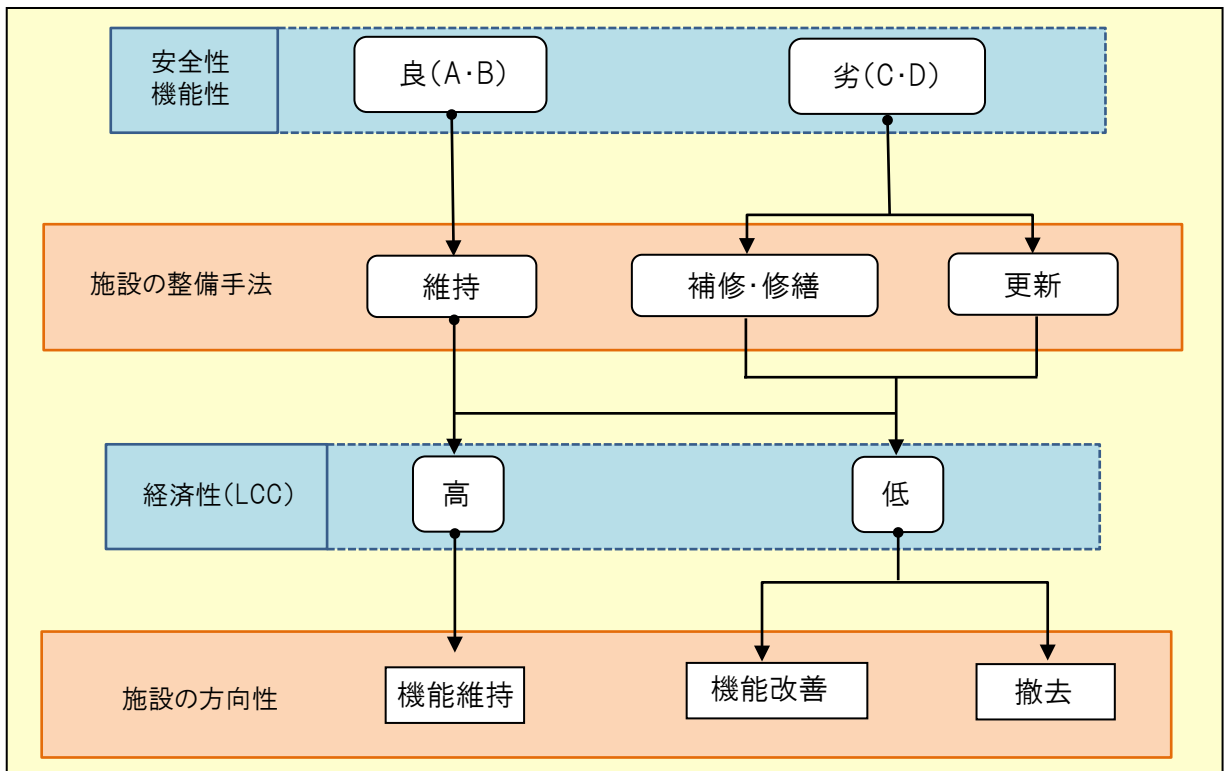 安全性
機能性
良(A・B)
劣(C・D)
施設の整備手法
維持
補修・修繕
更新
経済性(LCC)
高
低
施設の方向性
機能維持
機能改善
撤去